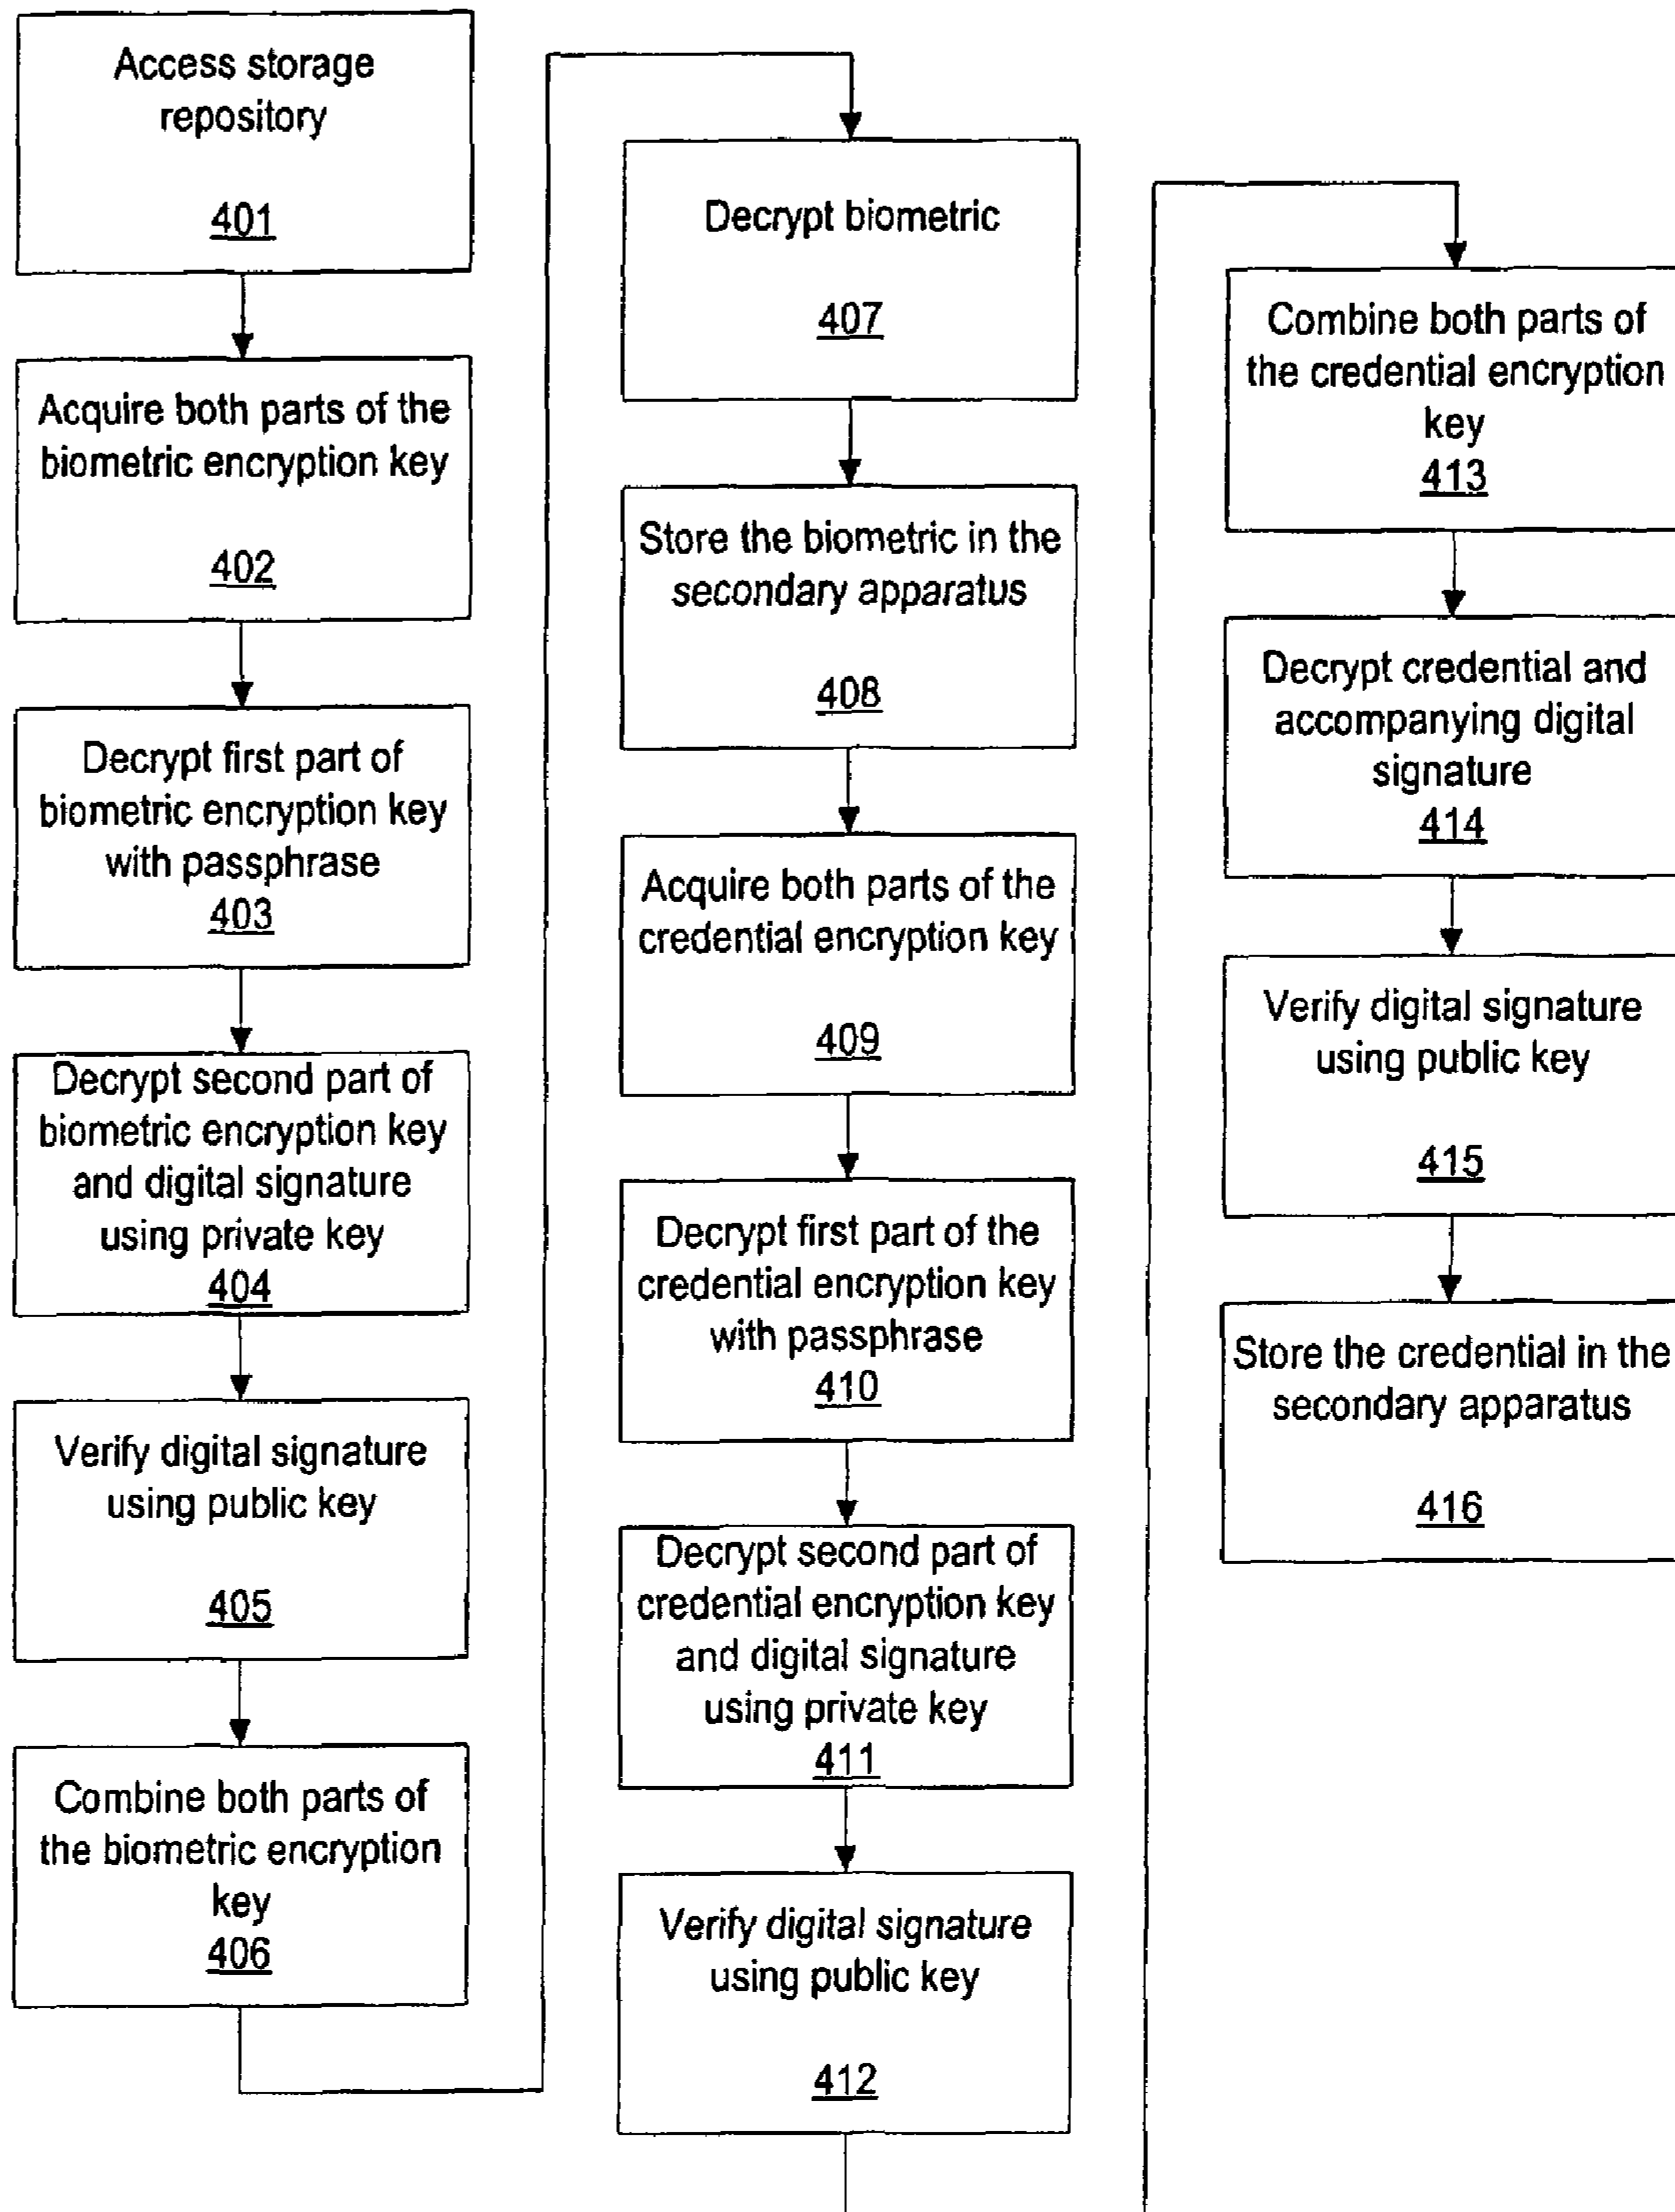 Access storage
repository
401
Acquire both parts of the
biometric encryption key
402
Decrypt first part of
biometric encryption key
with passphrase
403
Decrypt second part of
biometric encryption key
and digital signature
using private key
404
Verify digital signature
using public key
405
Combine both parts of
the biometric encryption
key
406
Decrypt biometric
407
Store the biometric in the
secondary apparatus
408
Acquire both parts of the
credential encryption key
409
Decrypt first part of the
credential encryption key
with passphrase
410
Decrypt second part of
credential encryption key
and digital signature
using private key
411
Verify digital signature
using public key
412
Combine both parts of
the credential encryption
key
413
Decrypt credential and
accompanying digital
signature
414
Verify digital signature
using public key
415
Store the credential in the
secondary apparatus
416